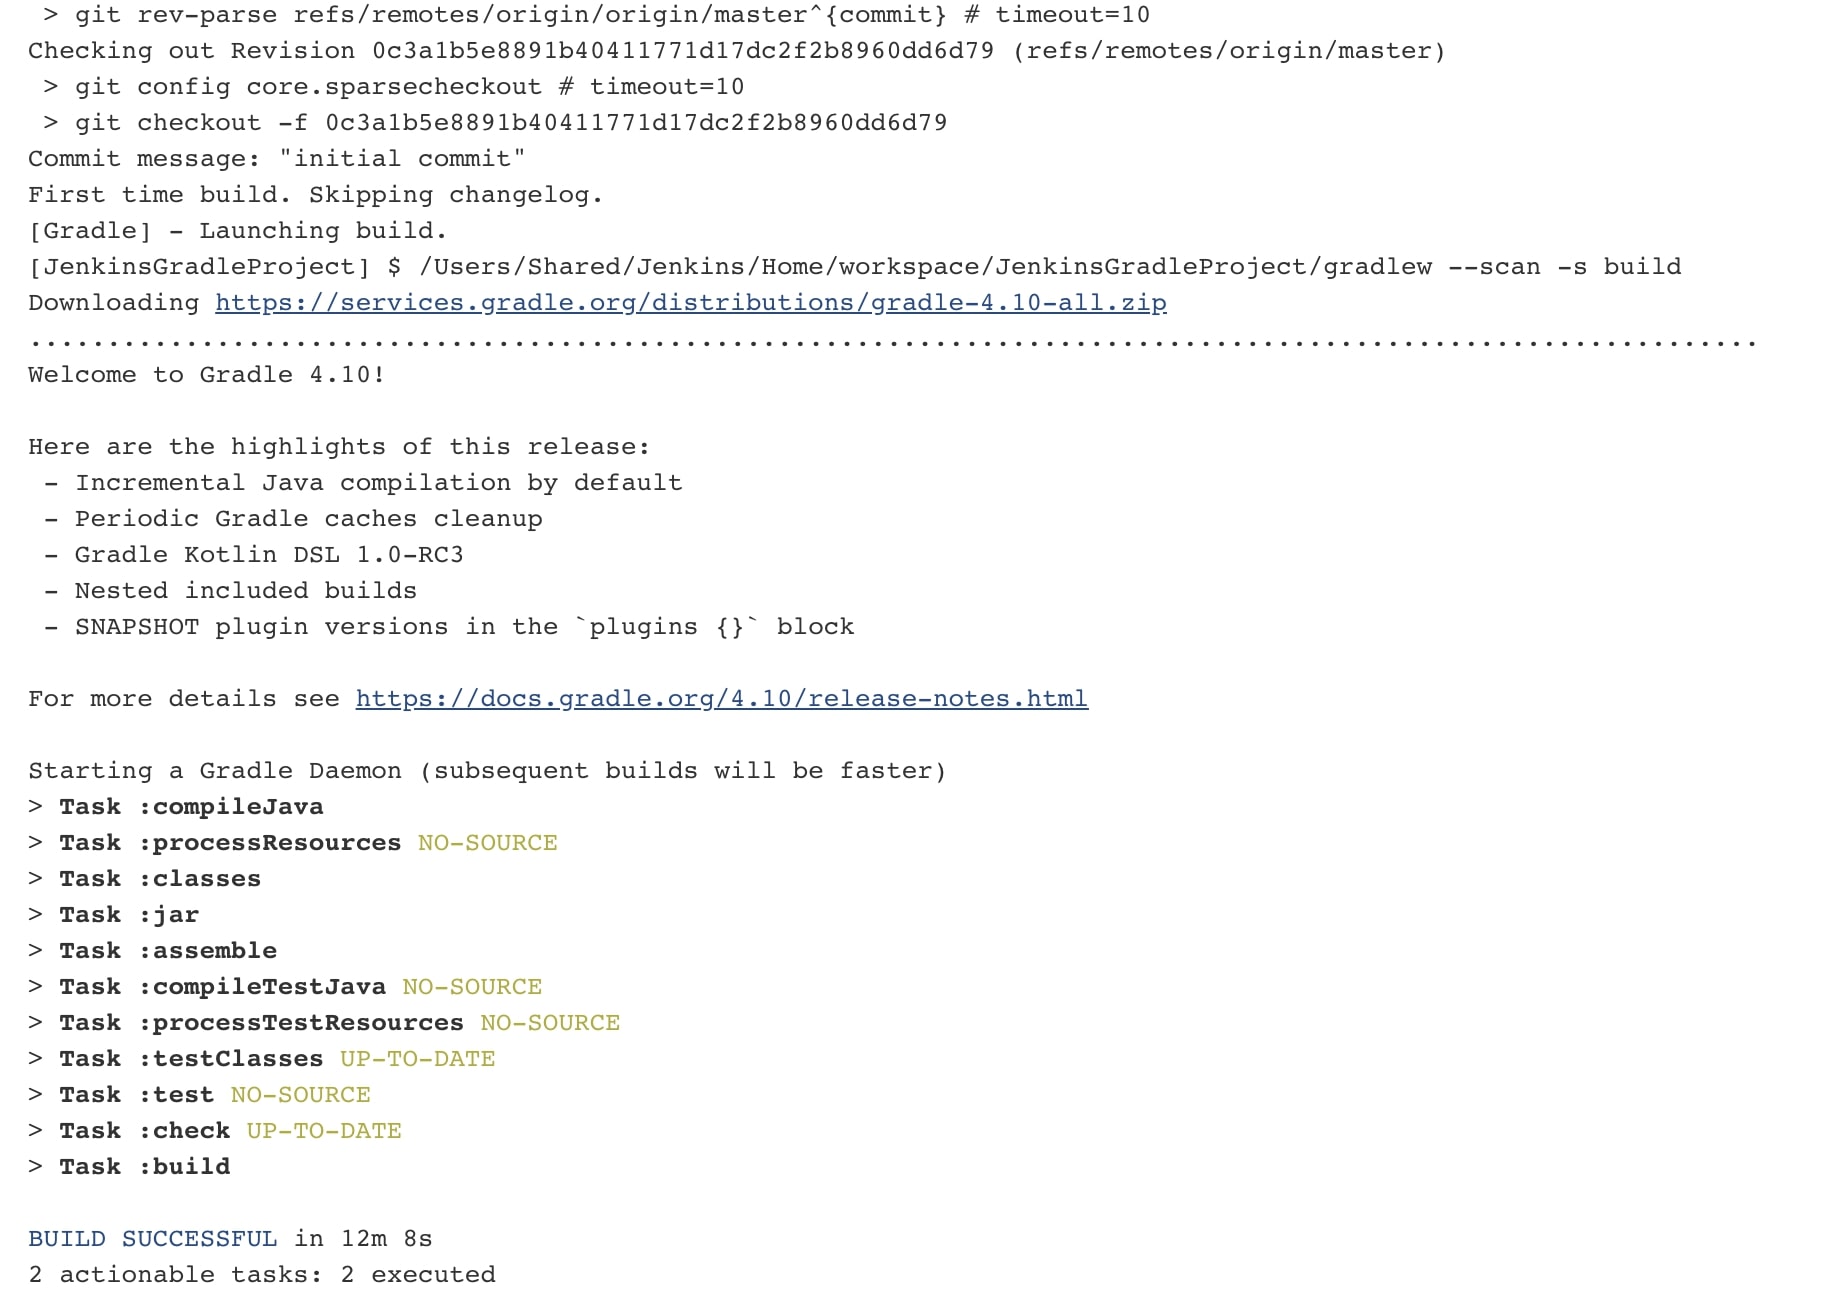 > git rev-parse refs/remotes/origin/origin/master^{commit} # timeout=10
Checking out Revision 0c3a1b5e8891b40411771d17dc2f2b8960dd6d79 (refs/remotes/origin/master)
> git config core.sparsecheckout # timeout=10
> git checkout -f 0c3a1b5e8891b40411771d17dc2f2b8960dd6d79
Commit message: "initial commit"
First time build. Skipping changelog.
[Gradle] - Launching build.
[JenkinsGradleProject] $ /Users/Shared/Jenkins/Home/workspace/JenkinsGradleProject/gradlew --scan -s build
Downloading https://services.gradle.org/distributions/gradle-4.10-all.zip
...............................................................................................................
Welcome to Gradle 4.10!
Here are the highlights of this release:
- Incremental Java compilation by default
- Periodic Gradle caches cleanup
- Gradle Kotlin DSL 1.0-RC3
- Nested included builds
- SNAPSHOT plugin versions in the `plugins {}` block
For more details see https://docs.gradle.org/4.10/release-notes.html
Starting a Gradle Daemon (subsequent builds will be faster)
> Task :compileJava
> Task :processResources NO-SOURCE
> Task :classes
> Task :jar
> Task :assemble
> Task :compileTestJava NO-SOURCE
> Task :processTestResources NO-SOURCE
> Task :testClasses UP-TO-DATE
> Task :test NO-SOURCE
> Task :check UP-TO-DATE
> Task :build
BUILD SUCCESSFUL in 12m 8s
2 actionable tasks: 2 executed